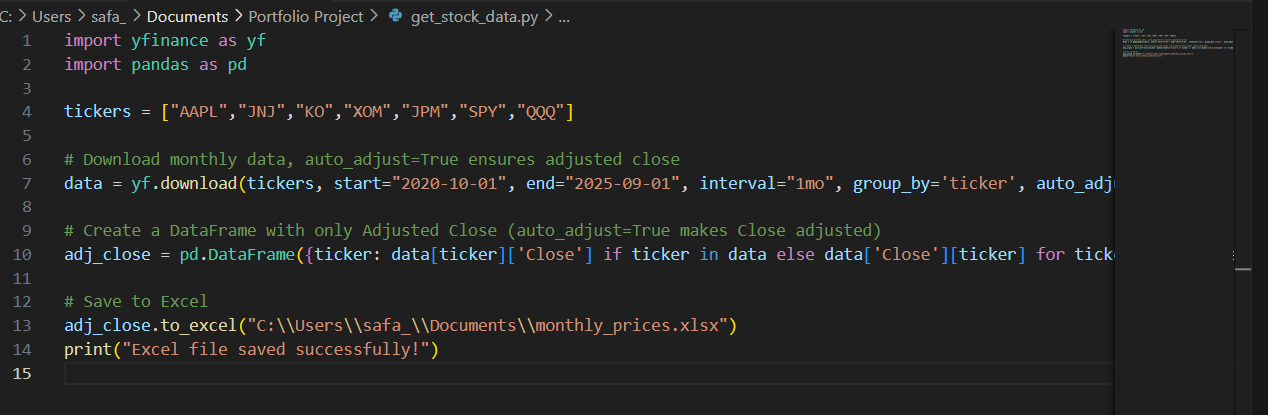 C: > Users > safa_ > Documents > Portfolio Project > get_stock_data.py > ...
1 import yfinance as yf
2 import pandas as pd
3
4 tickers = ["AAPL","JNJ","KO","XOM","JPM","SPY","QQQ"]
5
6 # Download monthly data, auto_adjust=True ensures adjusted close
7 data = yf.download(tickers, start="2020-10-01", end="2025-09-01", interval="1mo", group_by='ticker', auto_adj
8
9 # Create a DataFrame with only Adjusted Close (auto_adjust=True makes Close adjusted)
10 adj_close = pd.DataFrame({ticker: data[ticker]['Close'] if ticker in data else data['Close'][ticker] for tick
11
12 # Save to Excel
13 adj_close.to_excel("C:\\Users\\safa_\\Documents\\monthly_prices.xlsx")
14 print("Excel file saved successfully!")
15